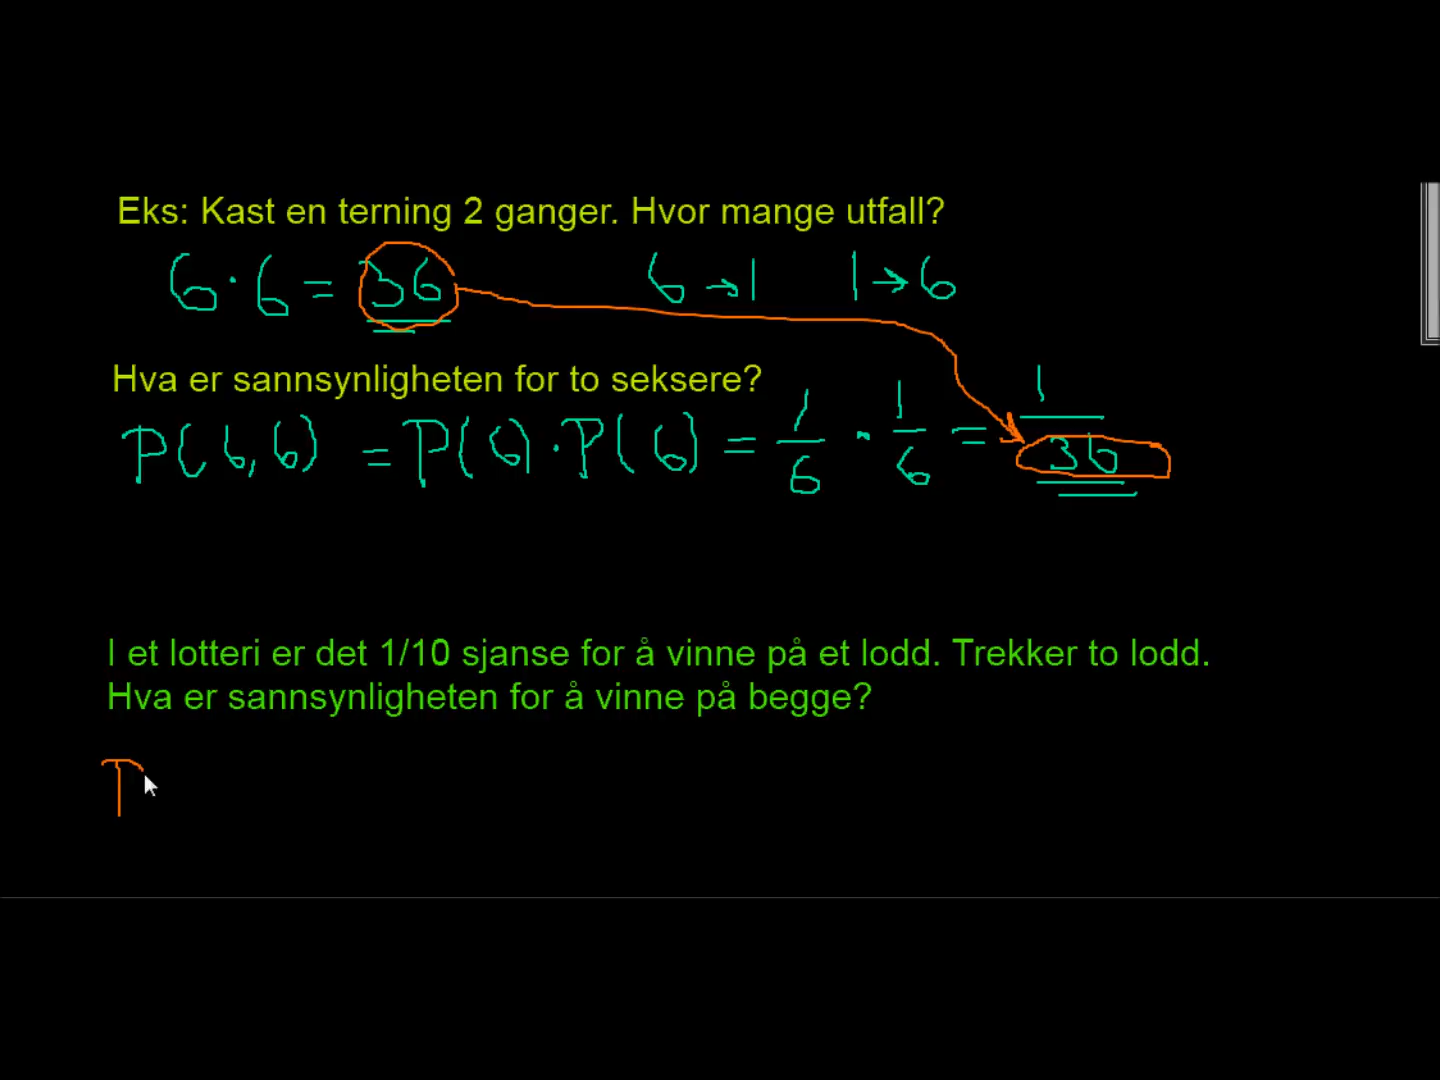 Eks: Kast en terning 2 ganger. Hvor mange utfall?
6 · 6 = 36 6 → 1 1 → 6
Hva er sannsynligheten for to seksere?
P(6,6) = P(6) · P(6) = 1/6 · 1/6 = 1/36
I et lotteri er det 1/10 sjanse for å vinne på et lodd. Trekker to lodd.
Hva er sannsynligheten for å vinne på begge?